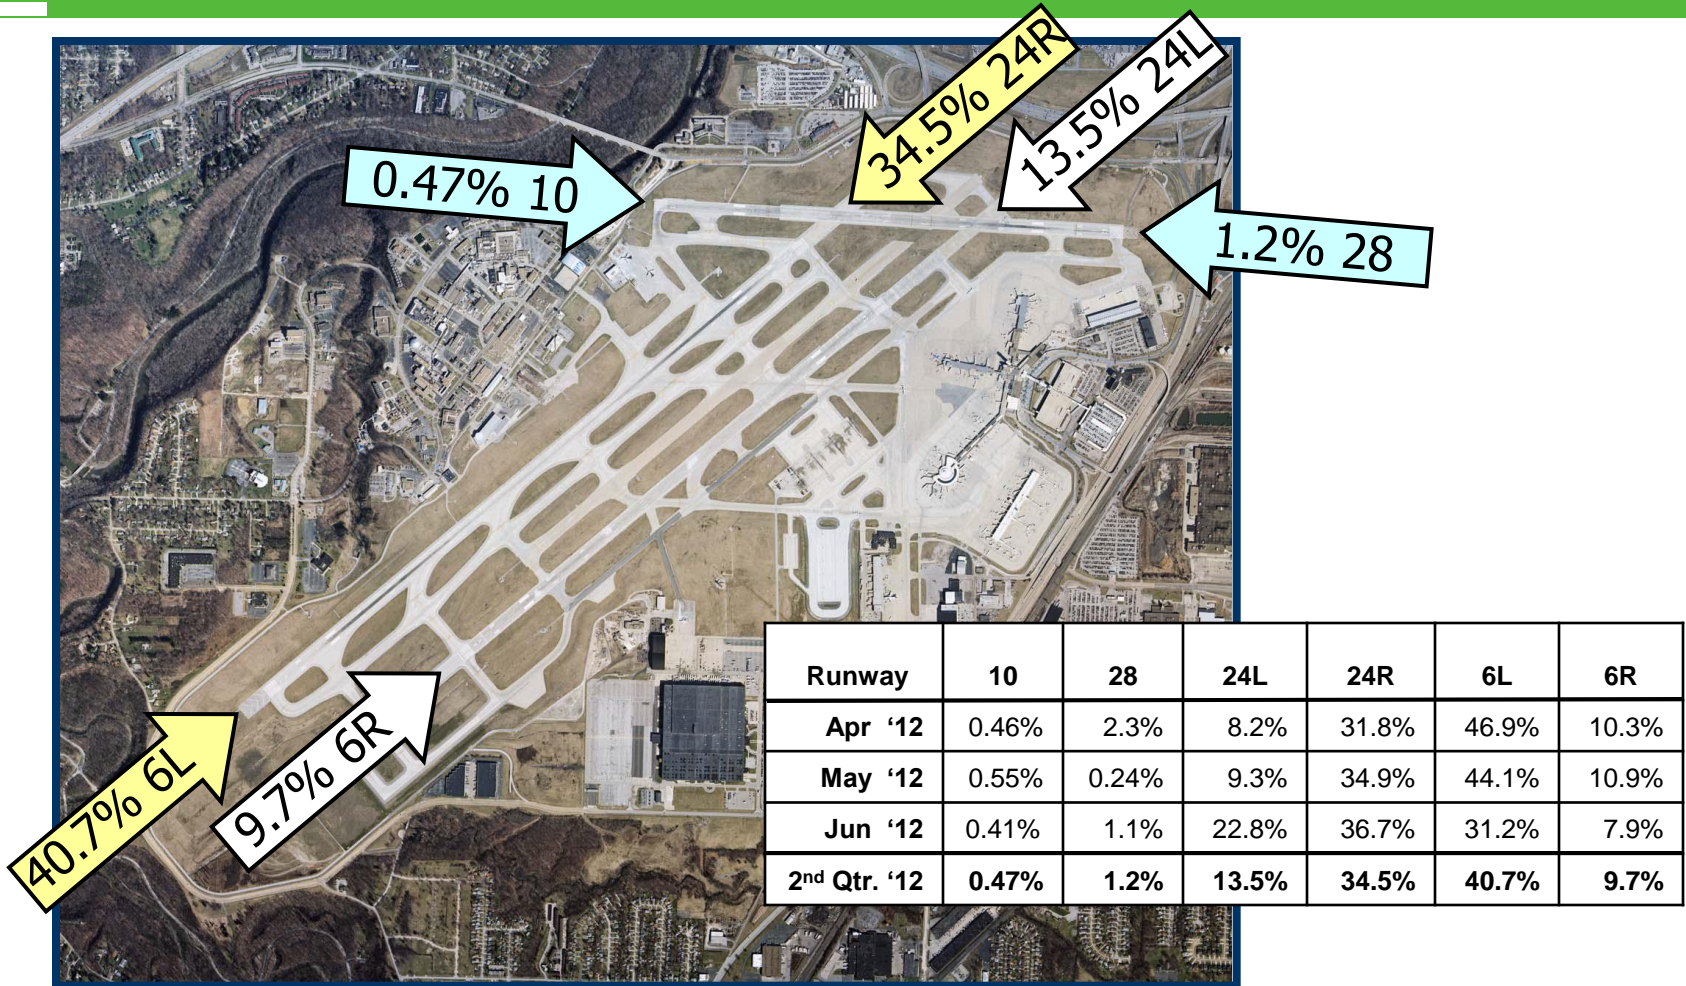 34.5% 24R
13.5% 24L
0.47% 10
1.2% 28
40.7% 6L
9.7% 6R
Runway 10 28 24L 24R 6L 6R
Apr ‘12 0.46% 2.3% 8.2% 31.8% 46.9% 10.3%
May ‘12 0.55% 0.24% 9.3% 34.9% 44.1% 10.9%
Jun ‘12 0.41% 1.1% 22.8% 36.7% 31.2% 7.9%
2nd Qtr. ‘12 0.47% 1.2% 13.5% 34.5% 40.7% 9.7%